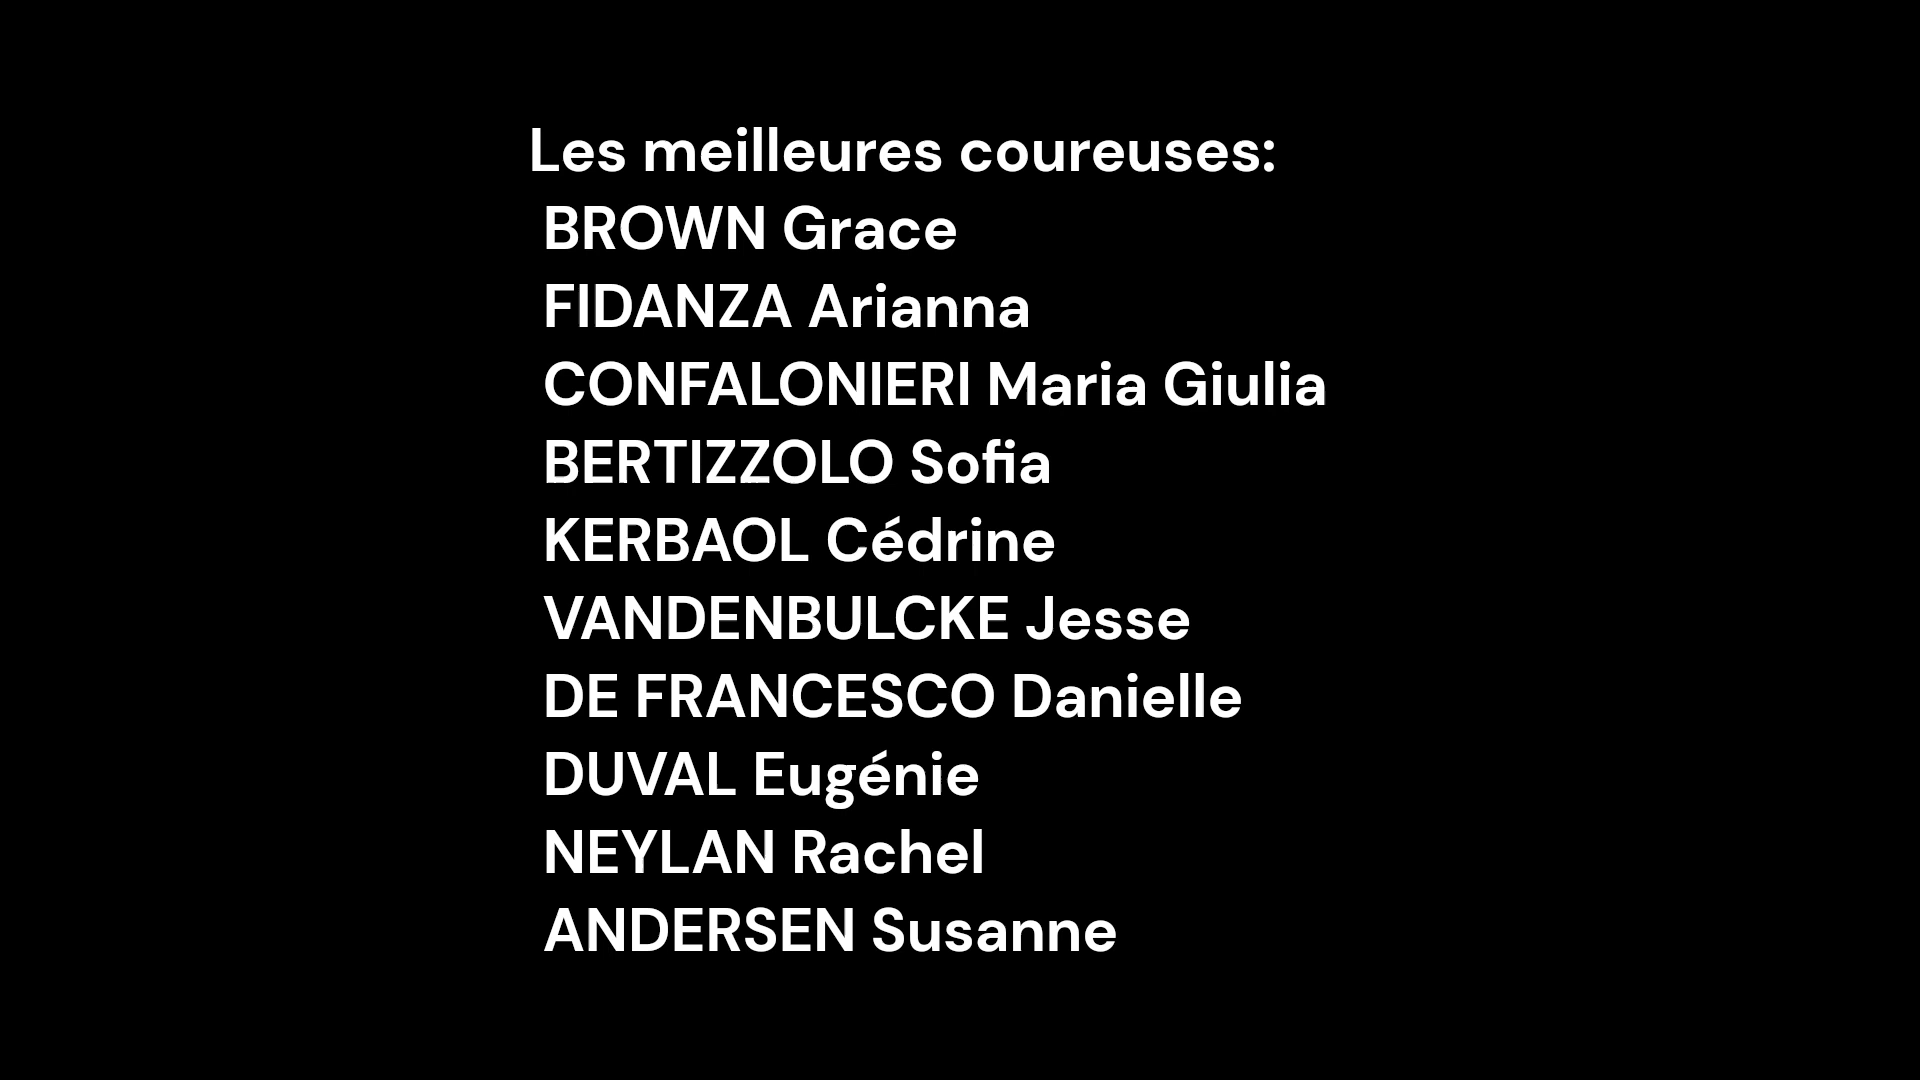 Les meilleures coureuses:
BROWN Grace
FIDANZA Arianna
CONFALONIERI Maria Giulia
BERTIZZOLO Sofia
KERBAOL Cédrine
VANDENBULCKE Jesse
DE FRANCESCO Danielle
DUVAL Eugénie
NEYLAN Rachel
ANDERSEN Susanne